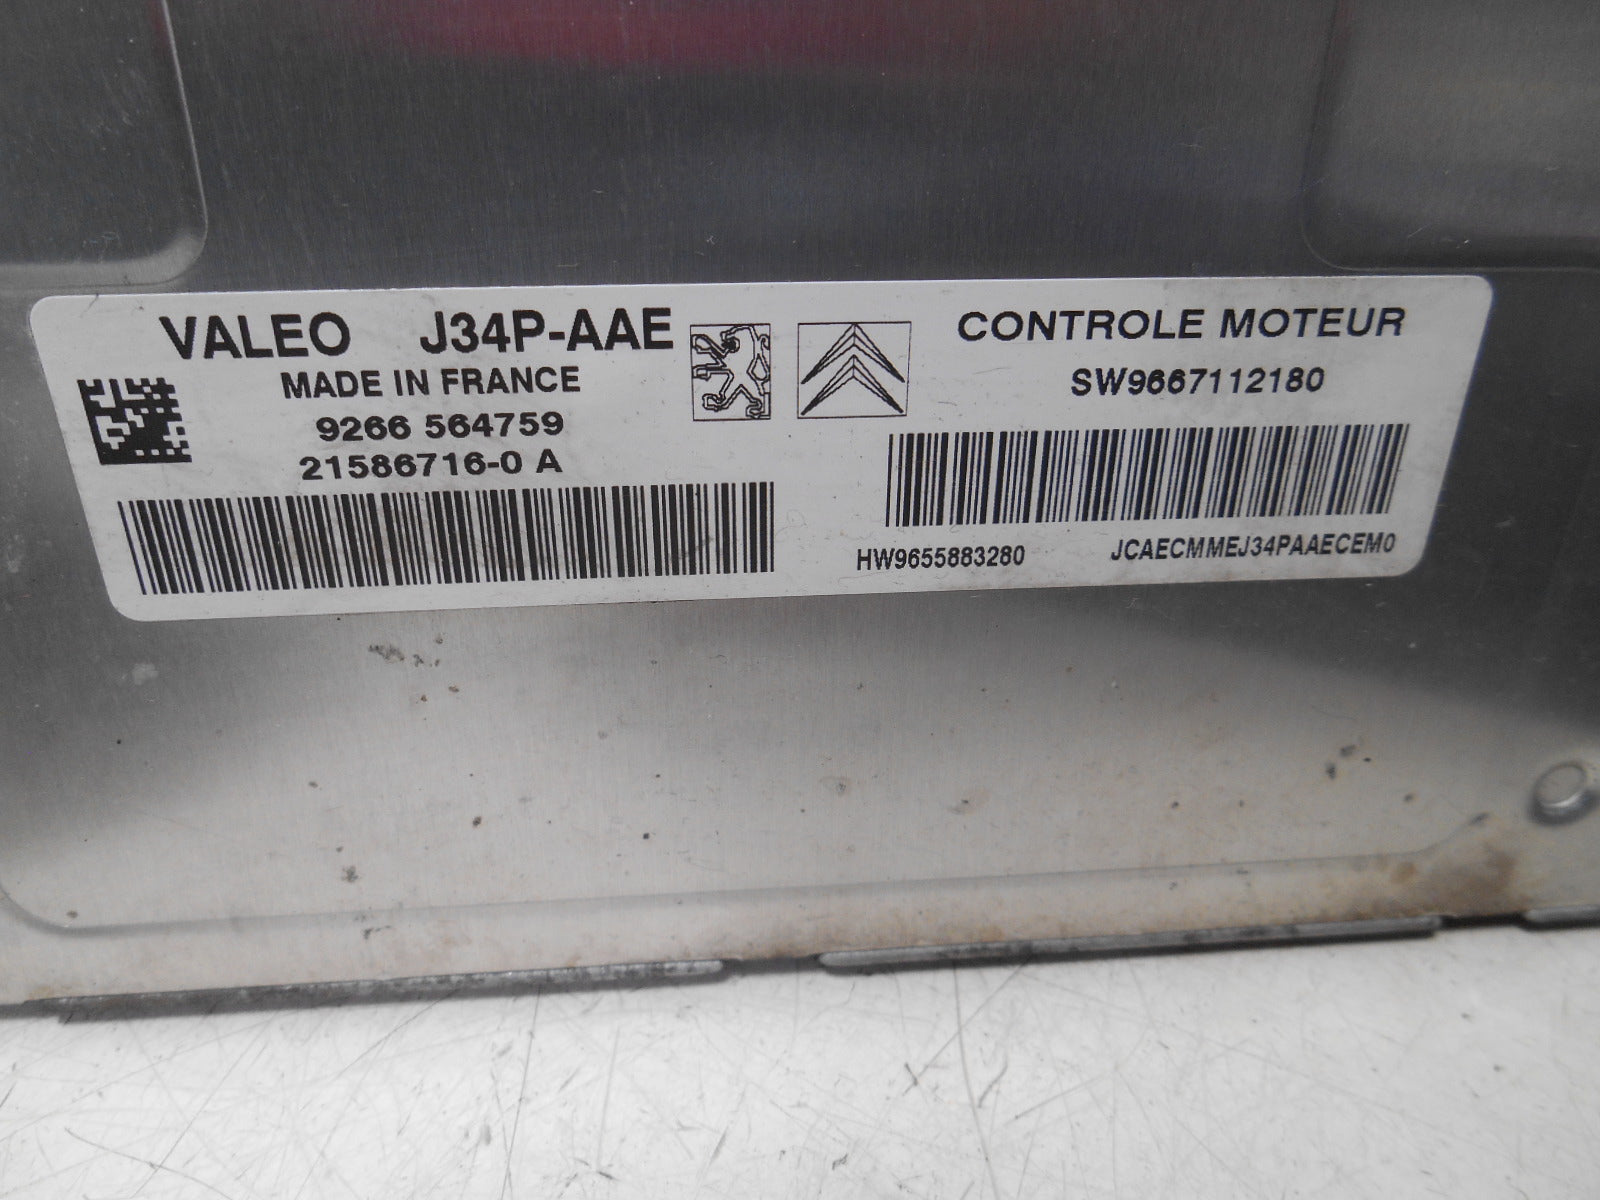 VALEO J34P-AAE
MADE IN FRANCE
9266 564759
21586716-0 A
CONTROLE MOTEUR
SW9667112180
HW9655883280 JCAECMMEJ34PAAECEM0